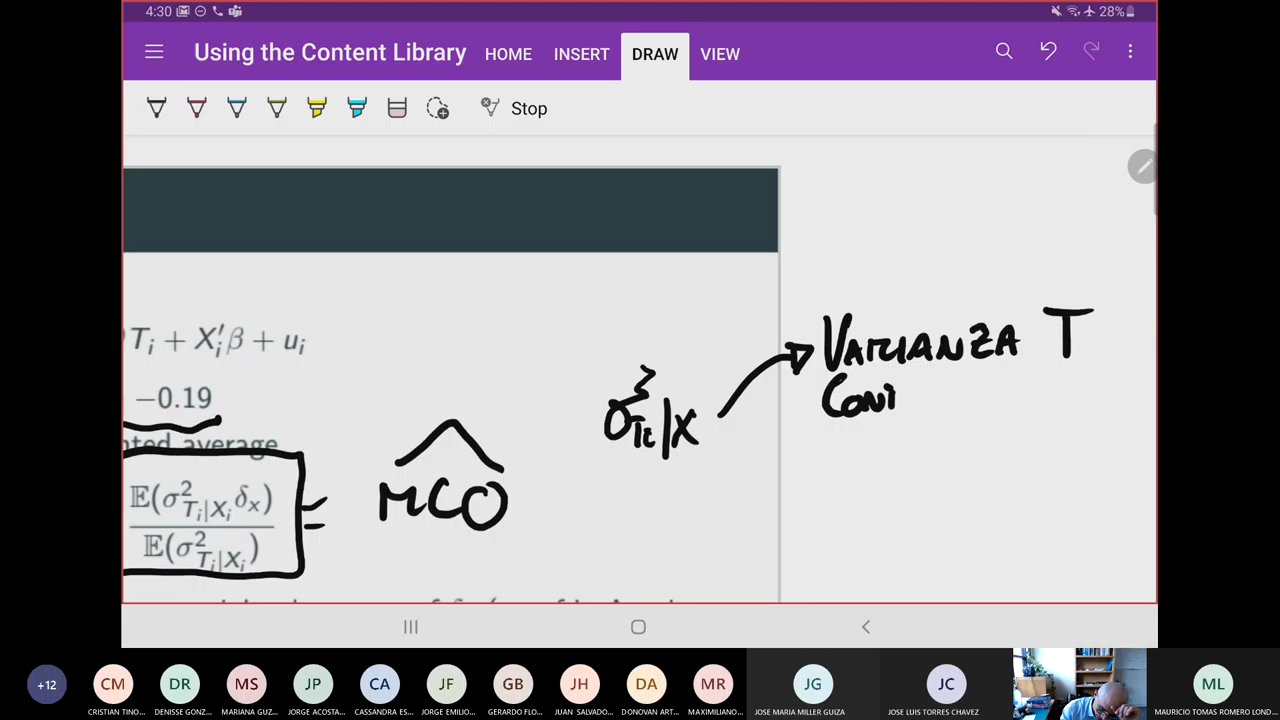 4:30 28%
Using the Content Library HOME INSERT DRAW VIEW
Stop
T_i + X_i'β + u_i
−0.19
nted average
𝔼(σ²_{T_i|X_i} δ_x)
𝔼(σ²_{T_i|X_i})
=
MCO
σ²_{Ti}|X
VARIANZA T
CONI
+12 CM DR MS JP CA JF GB JH DA MR JG JC ML
CRISTIAN TINO... DENISSE GONZ... MARIANA GUZ... JORGE ACOSTA... CASSANDRA ES... JORGE EMILIO... GERARDO FLO... JUAN SALVADO... DONOVAN ART... MAXIMILIANO... JOSE MARIA MILLER GUIZA JOSE LUIS TORRES CHAVEZ MAURICIO TOMAS ROMERO LOND...